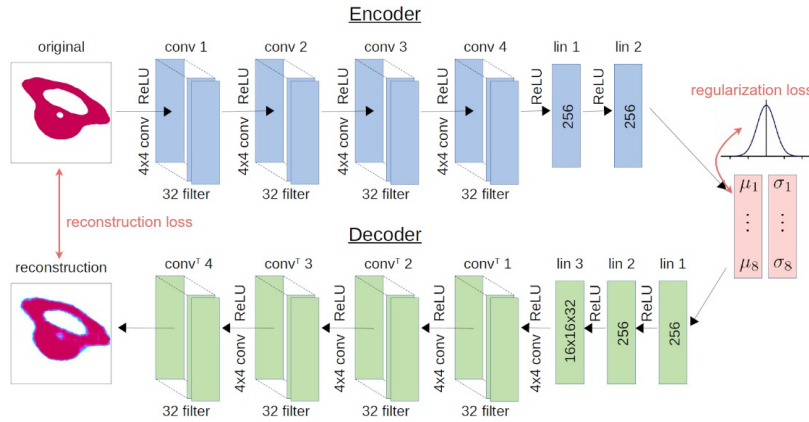 Encoder
original
conv 1
conv 2
conv 3
conv 4
lin 1
lin 2
4x4 conv
ReLU
4x4 conv
ReLU
4x4 conv
ReLU
4x4 conv
ReLU
ReLU
256
ReLU
256
32 filter
32 filter
32 filter
32 filter
regularization loss
μ₁ σ₁
⋮ ⋮
μ₈ σ₈
reconstruction loss
Decoder
reconstruction
convᵀ 4
convᵀ 3
convᵀ 2
convᵀ 1
lin 3
lin 2
lin 1
4x4 conv
ReLU
4x4 conv
ReLU
4x4 conv
ReLU
4x4 conv
ReLU
16x16x32
ReLU
256
ReLU
256
32 filter
32 filter
32 filter
32 filter